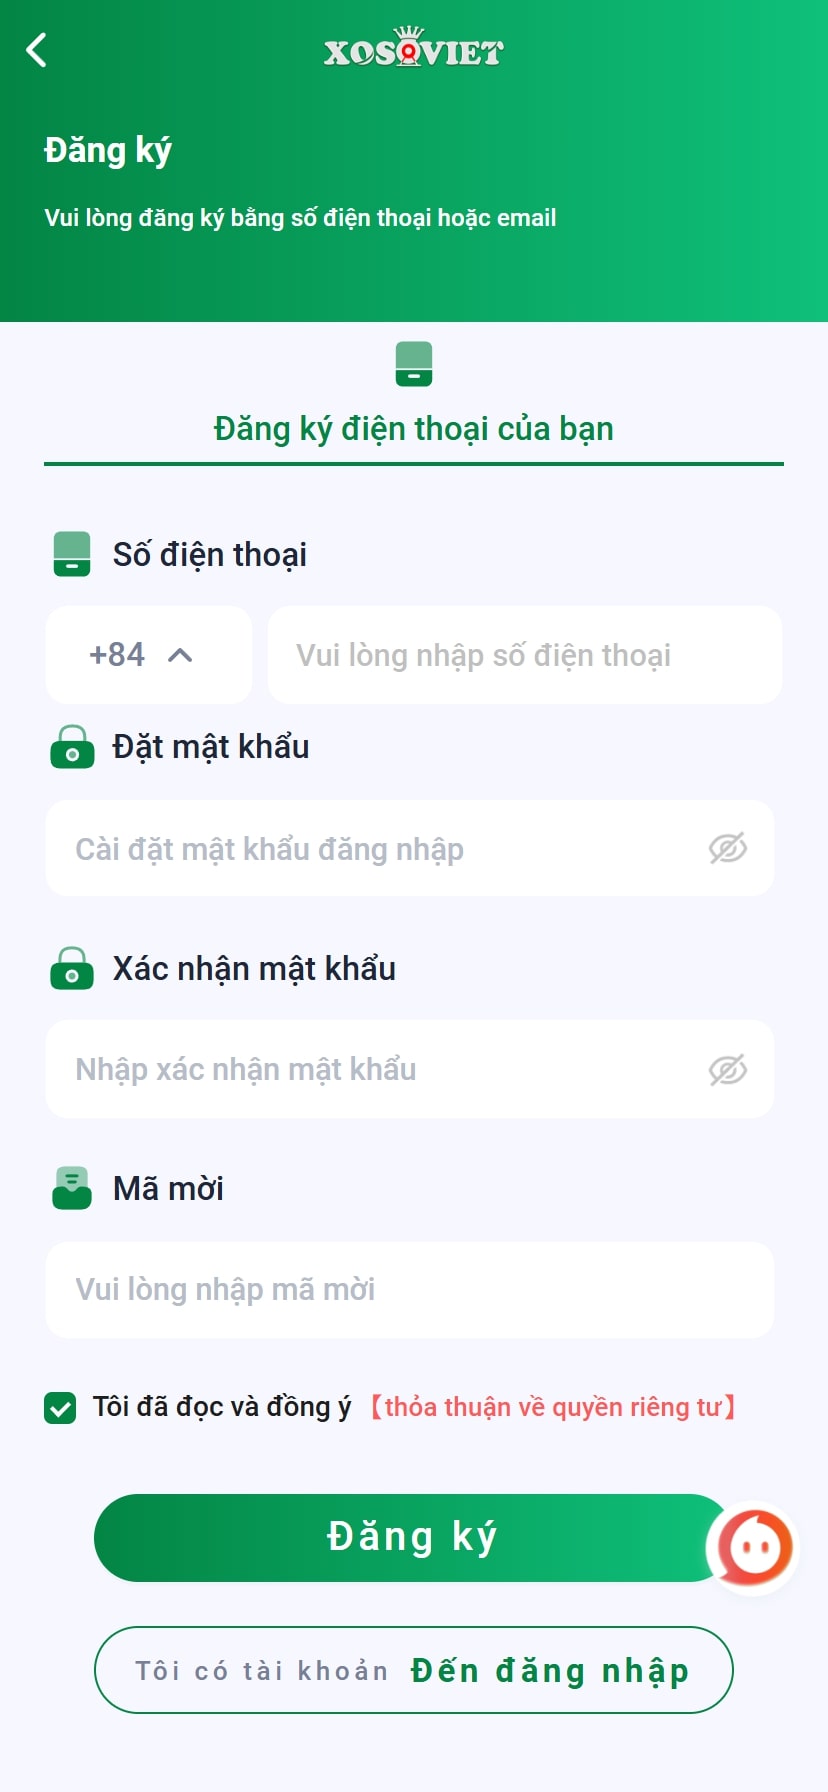 XOSOVIET
Đăng ký
Vui lòng đăng ký bằng số điện thoại hoặc email
Đăng ký điện thoại của bạn
Số điện thoại
+84 Vui lòng nhập số điện thoại
Đặt mật khẩu
Cài đặt mật khẩu đăng nhập
Xác nhận mật khẩu
Nhập xác nhận mật khẩu
Mã mời
Vui lòng nhập mã mời
Tôi đã đọc và đồng ý 【thỏa thuận về quyền riêng tư】
Đăng ký
Tôi có tài khoản Đến đăng nhập